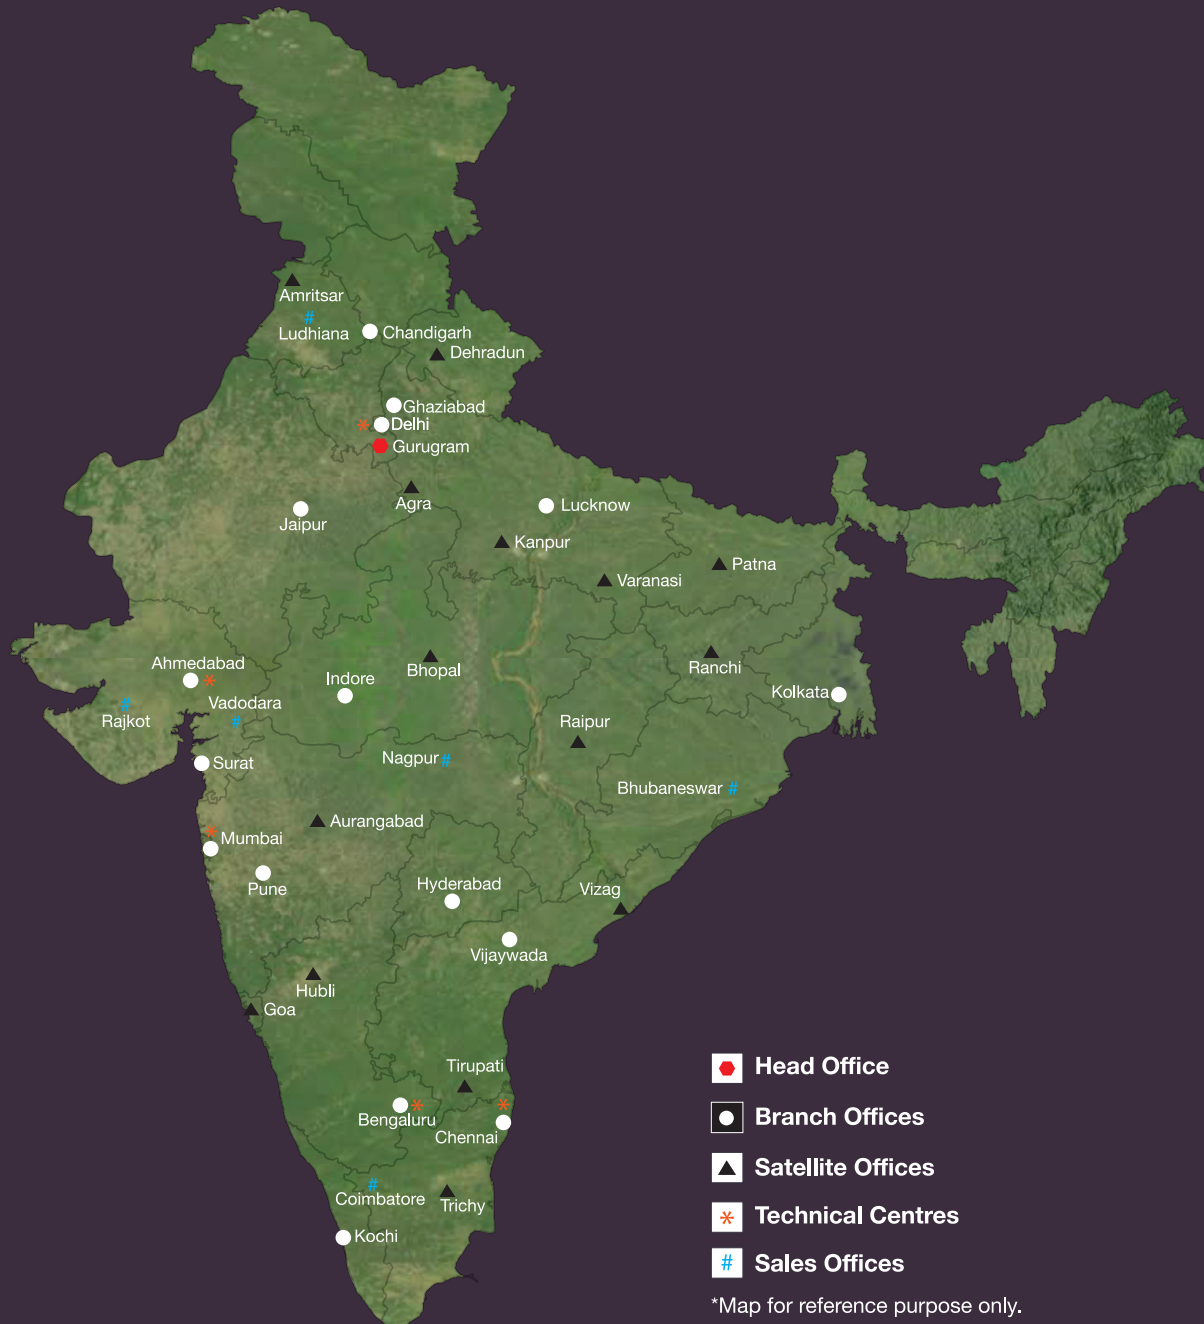 Amritsar
#
Ludhiana
Chandigarh
Dehradun
Ghaziabad
* Delhi
Gurugram
Agra
Jaipur
Lucknow
Kanpur
Patna
Varanasi
Ahmedabad
*
Bhopal
Ranchi
Indore
Kolkata
#
Rajkot
Vadodara
#
Raipur
Nagpur #
Surat
Bhubaneswar #
Aurangabad
*
Mumbai
Pune
Hyderabad
Vizag
Vijaywada
Hubli
Goa
Tirupati
*
Bengaluru
*
Chennai
#
Coimbatore
Trichy
Kochi
Head Office
Branch Offices
Satellite Offices
* Technical Centres
# Sales Offices
*Map for reference purpose only.